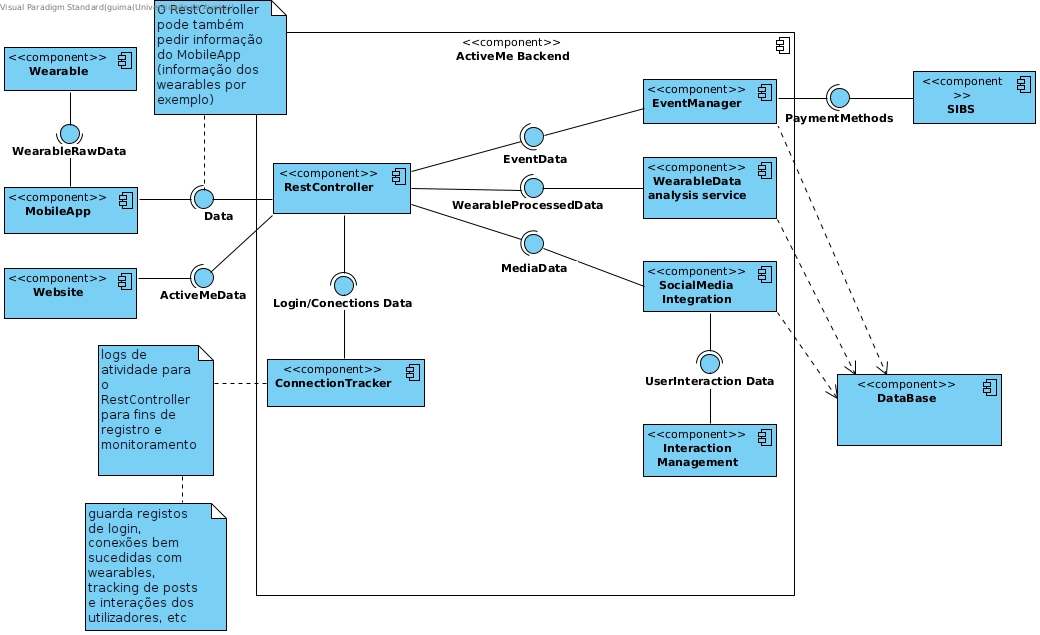 Visual Paradigm Standard(guima(Univ
O RestController
pode também
pedir informação
do MobileApp
(informação dos
wearables por
exemplo)
<<component>>
Wearable
WearableRawData
<<component>>
MobileApp
Data
<<component>>
Website
ActiveMeData
<<component>>
ActiveMe Backend
<<component>>
RestController
Login/Conections Data
<<component>>
ConnectionTracker
EventData
WearableProcessedData
MediaData
<<component>>
EventManager
<<component>>
WearableData
analysis service
<<component>>
SocialMedia
Integration
UserInteraction Data
<<component>>
Interaction
Management
PaymentMethods
<<component
>>
SIBS
<<component>>
DataBase
logs de
atividade para
o
RestController
para fins de
registro e
monitoramento
guarda registos
de login,
conexões bem
sucedidas com
wearables,
tracking de posts
e interações dos
utilizadores, etc